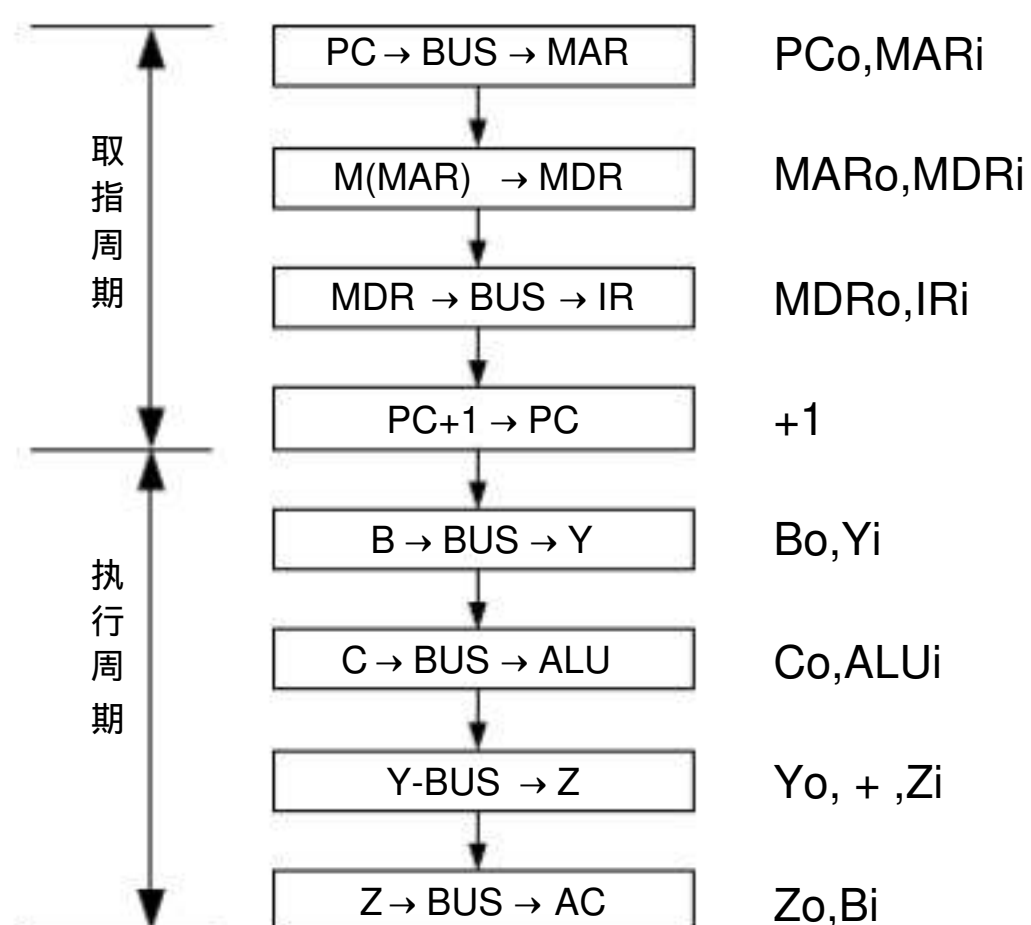 取指周期
执行周期
PC → BUS → MAR
PCo,MARi
M(MAR) → MDR
MARo,MDRi
MDR → BUS → IR
MDRo,IRi
PC+1 → PC
+1
B → BUS → Y
Bo,Yi
C → BUS → ALU
Co,ALUi
Y-BUS → Z
Yo, + ,Zi
Z → BUS → AC
Zo,Bi